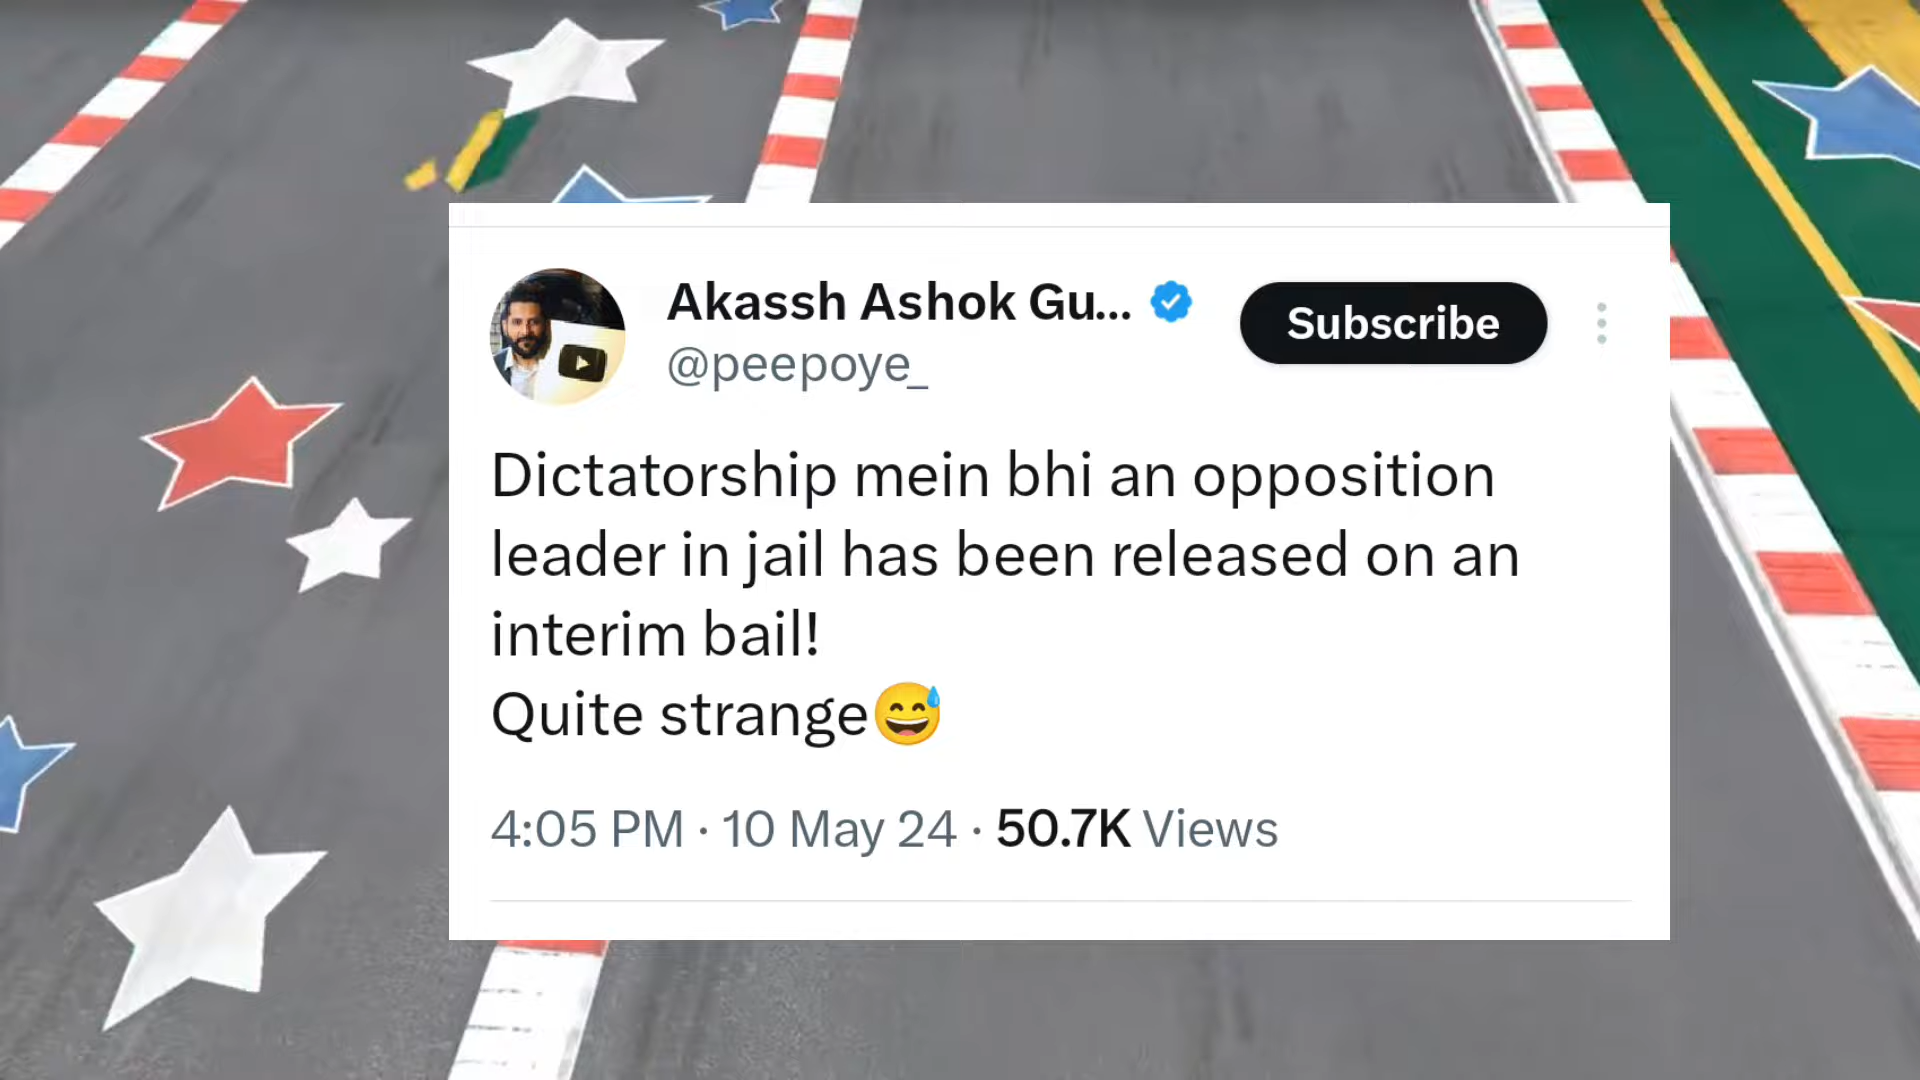 Akassh Ashok Gu...
Subscribe
@peepoye_
Dictatorship mein bhi an opposition
leader in jail has been released on an
interim bail!
Quite strange😅
4:05 PM · 10 May 24 · 50.7K Views